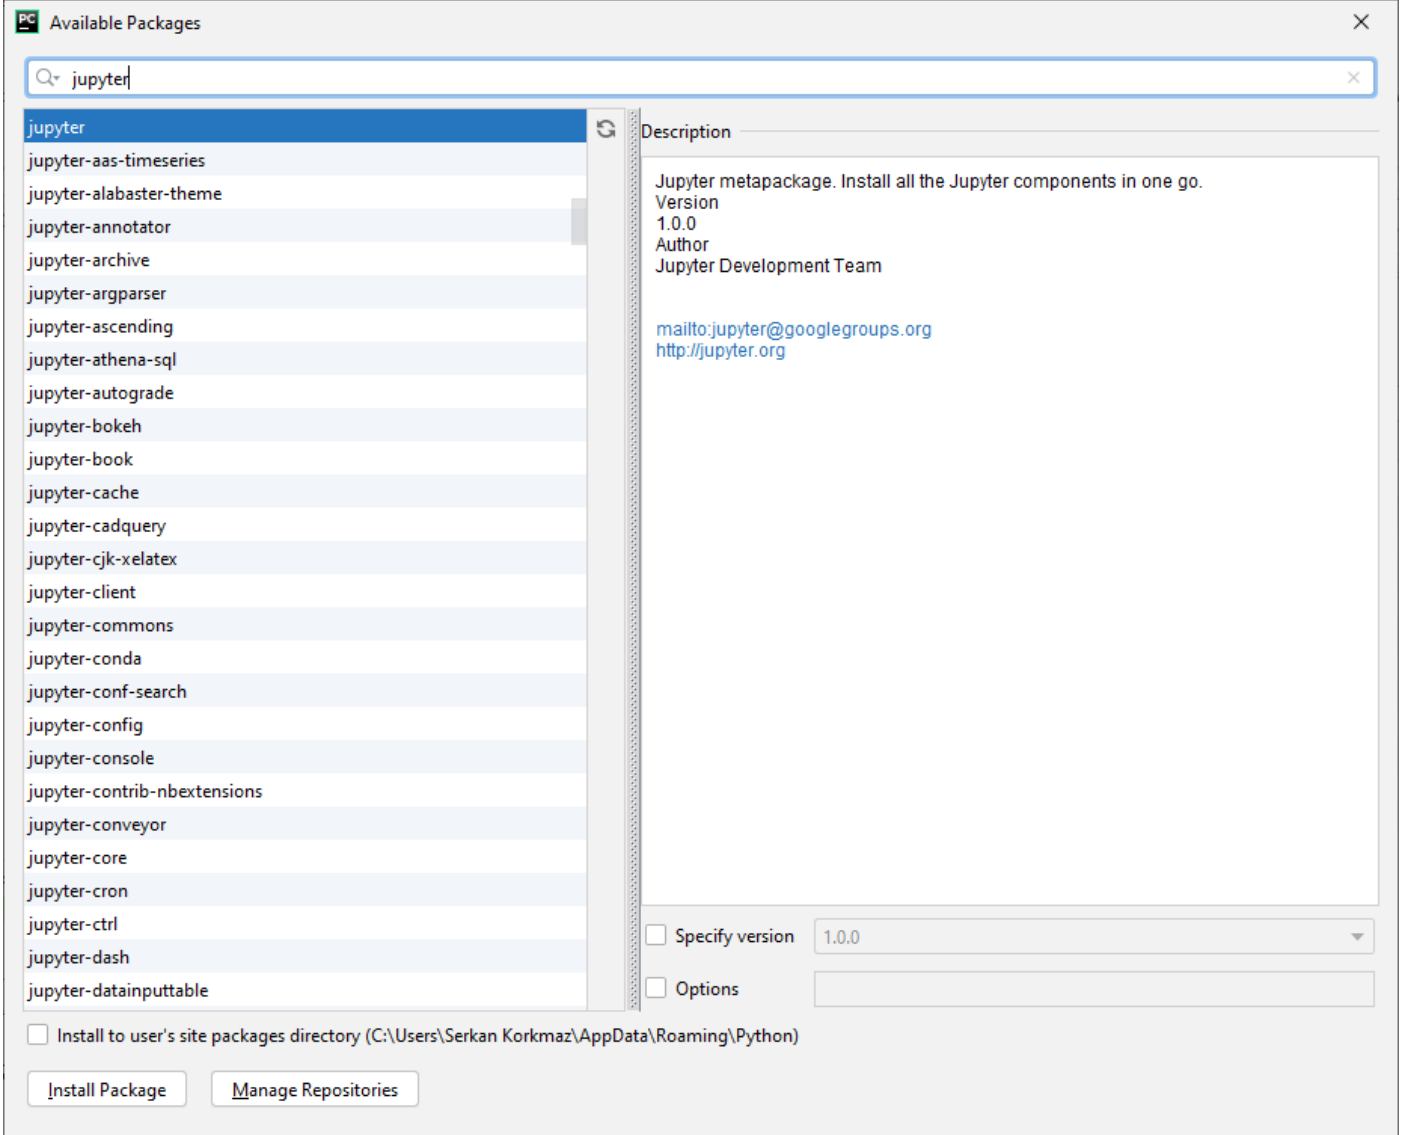 PC Available Packages
jupyter
jupyter
jupyter-aas-timeseries
jupyter-alabaster-theme
jupyter-annotator
jupyter-archive
jupyter-argparser
jupyter-ascending
jupyter-athena-sql
jupyter-autograde
jupyter-bokeh
jupyter-book
jupyter-cache
jupyter-cadquery
jupyter-cjk-xelatex
jupyter-client
jupyter-commons
jupyter-conda
jupyter-conf-search
jupyter-config
jupyter-console
jupyter-contrib-nbextensions
jupyter-conveyor
jupyter-core
jupyter-cron
jupyter-ctrl
jupyter-dash
jupyter-datainputtable
Description
Jupyter metapackage. Install all the Jupyter components in one go.
Version
1.0.0
Author
Jupyter Development Team
mailto:jupyter@googlegroups.org
http://jupyter.org
Specify version 1.0.0
Options
Install to user's site packages directory (C:\Users\Serkan Korkmaz\AppData\Roaming\Python)
Install Package Manage Repositories